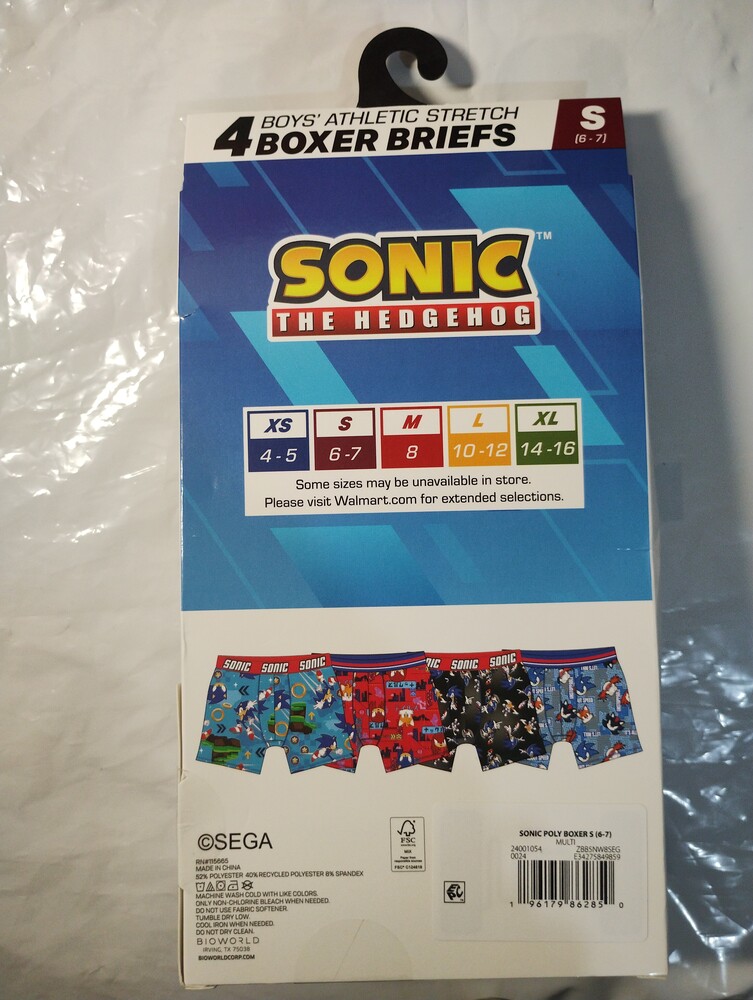 4 BOYS' ATHLETIC STRETCH
BOXER BRIEFS
S
(6 - 7)
SONIC™
THE HEDGEHOG
XS S M L XL
4 - 5 6 -7 8 10 -12 14 -16
Some sizes may be unavailable in store.
Please visit Walmart.com for extended selections.
SONIC SONIC SONIC SONIC SONIC
©SEGA
RN#115665
MADE IN CHINA
52% POLYESTER 40% RECYCLED POLYESTER 8% SPANDEX
MACHINE WASH COLD WITH LIKE COLORS.
ONLY NON-CHLORINE BLEACH WHEN NEEDED.
DO NOT USE FABRIC SOFTENER.
TUMBLE DRY LOW.
COOL IRON WHEN NEEDED.
DO NOT DRY CLEAN.
BIOWORLD
IRVING, TX 75038
BIOWORLDCORP.COM
FSC
MIX
SONIC POLY BOXER S (6-7)
MULTI
24001054 ZBBSNW8SEG
0024 E34275849859
1 96179 86285 0